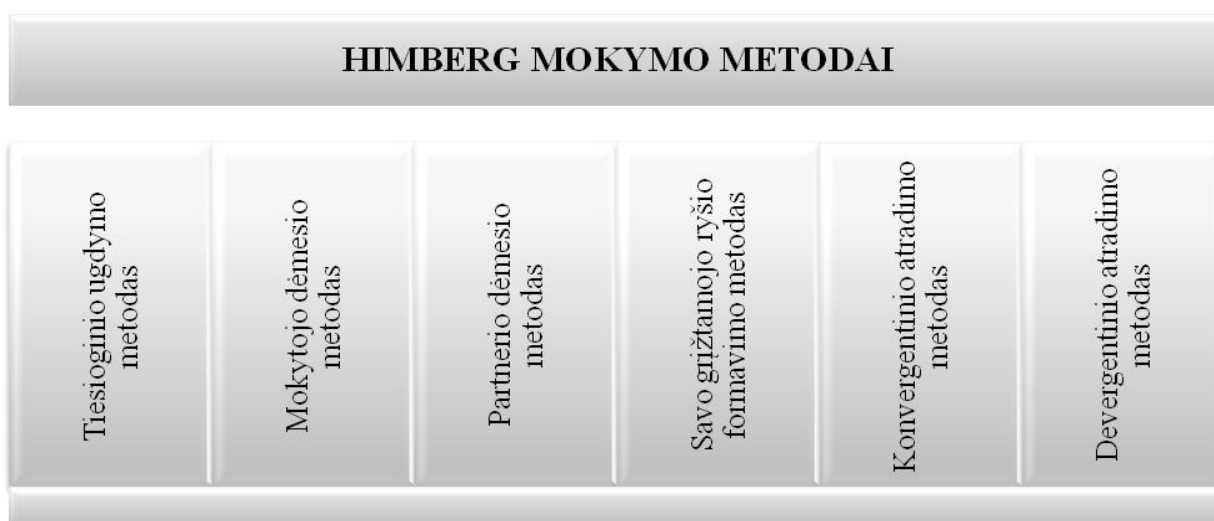 HIMBERG MOKYMO METODAI
Tiesioginio ugdymo
metodas
Mokytojo dėmesio
metodas
Partnerio dėmesio
metodas
Savo grįžtamojo ryšio
formavimo metodas
Konvergentinio atradimo
metodas
Devergentinio atradimo
metodas